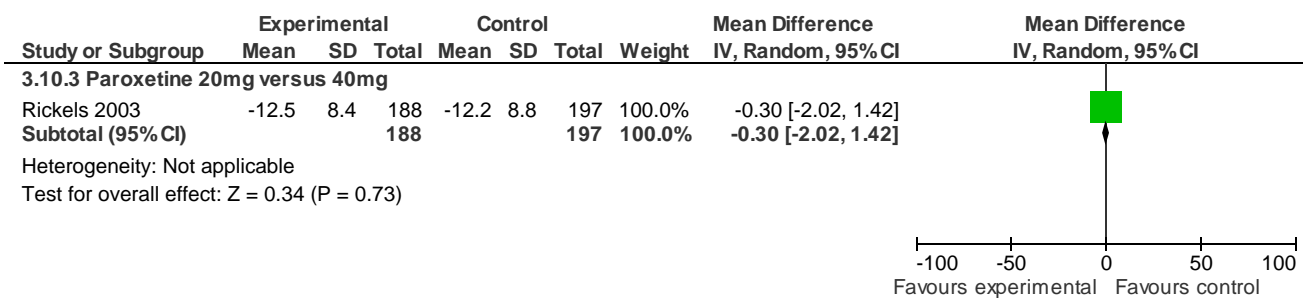 Experimental Control Mean Difference Mean Difference
Study or Subgroup Mean SD Total Mean SD Total Weight IV, Random, 95% CI IV, Random, 95% CI
3.10.3 Paroxetine 20mg versus 40mg
Rickels 2003 -12.5 8.4 188 -12.2 8.8 197 100.0% -0.30 [-2.02, 1.42]
Subtotal (95% CI) 188 197 100.0% -0.30 [-2.02, 1.42]
Heterogeneity: Not applicable
Test for overall effect: Z = 0.34 (P = 0.73)
-100 -50 0 50 100
Favours experimental Favours control